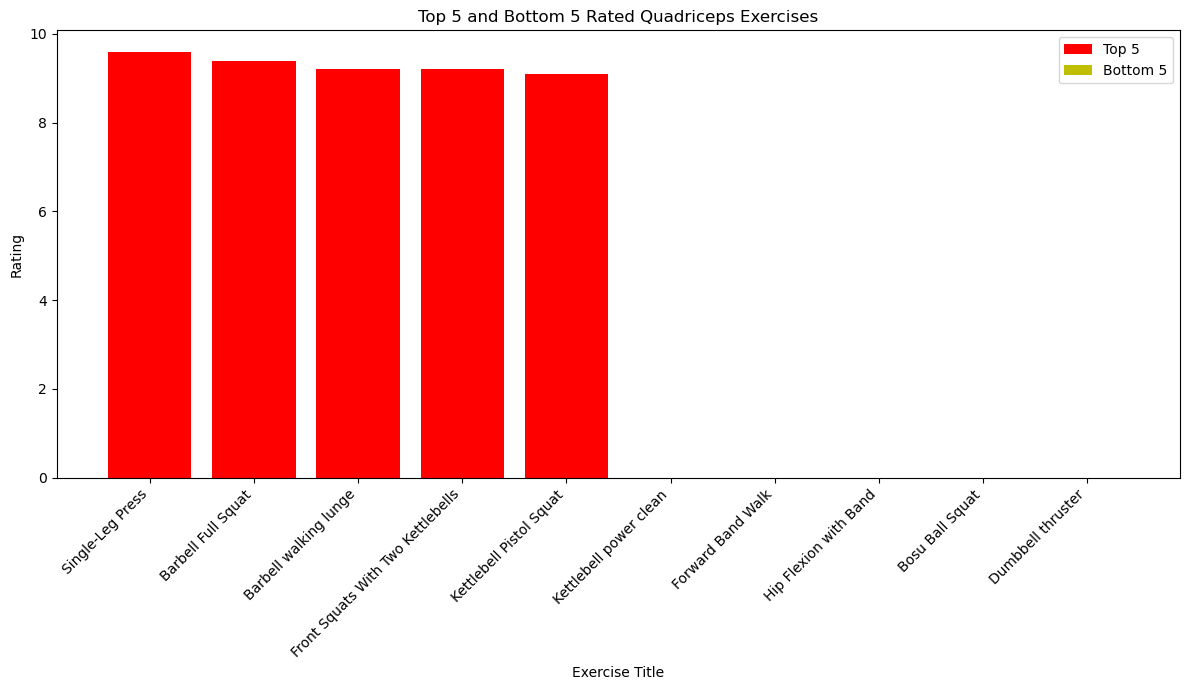 Top 5 and Bottom 5 Rated Quadriceps Exercises
Top 5
Bottom 5
10
8
6
4
2
0
Rating
Single-Leg Press
Barbell Full Squat
Barbell walking lunge
Front Squats With Two Kettlebells
Kettlebell Pistol Squat
Kettlebell power clean
Forward Band Walk
Hip Flexion with Band
Bosu Ball Squat
Dumbbell thruster
Exercise Title